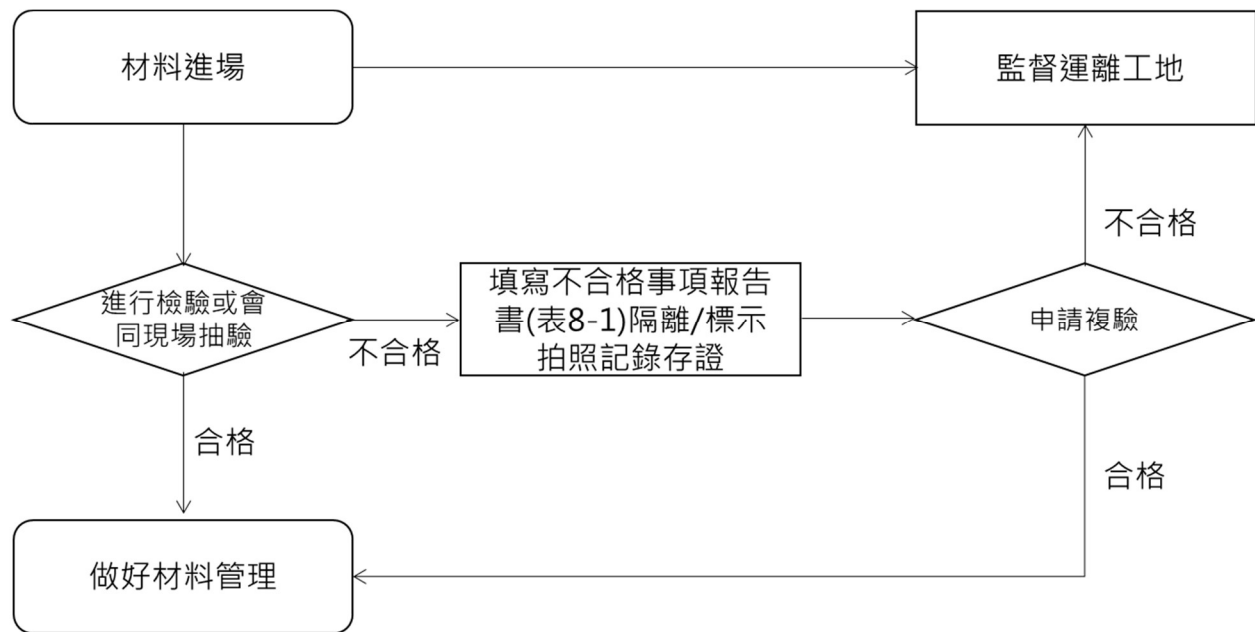 材料進場
監督運離工地
不合格
進行檢驗或會
同現場抽驗
不合格
填寫不合格事項報告
書(表8-1)隔離/標示
拍照記錄存證
申請複驗
合格
合格
做好材料管理